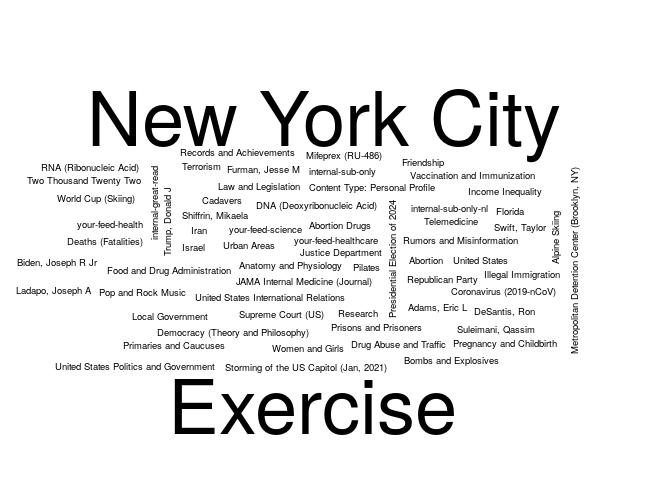 New York City
Records and Achievements
Mifeprex (RU-486)
Friendship
RNA (Ribonucleic Acid)
Terrorism
Furman, Jesse M
internal-sub-only
Vaccination and Immunization
Two Thousand Twenty Two
internal-great-read
Trump, Donald J
Law and Legislation
Content Type: Personal Profile
Income Inequality
World Cup (Skiing)
Cadavers
DNA (Deoxyribonucleic Acid)
internal-sub-only-nl
Florida
Shiffrin, Mikaela
Telemedicine
your-feed-health
Iran
your-feed-science
Abortion Drugs
Swift, Taylor
Alpine Skiing
Metropolitan Detention Center (Brooklyn, NY)
Deaths (Fatalities)
Israel
Urban Areas
your-feed-healthcare
Presidential Election of 2024
Rumors and Misinformation
Justice Department
Biden, Joseph R Jr
Food and Drug Administration
Anatomy and Physiology
Pilates
Abortion
United States
Republican Party
Illegal Immigration
JAMA Internal Medicine (Journal)
Ladapo, Joseph A
Pop and Rock Music
United States International Relations
Coronavirus (2019-nCoV)
Local Government
Supreme Court (US)
Research
Adams, Eric L
DeSantis, Ron
Democracy (Theory and Philosophy)
Prisons and Prisoners
Suleimani, Qassim
Primaries and Caucuses
Women and Girls
Drug Abuse and Traffic
Pregnancy and Childbirth
United States Politics and Government
Storming of the US Capitol (Jan, 2021)
Bombs and Explosives
Exercise